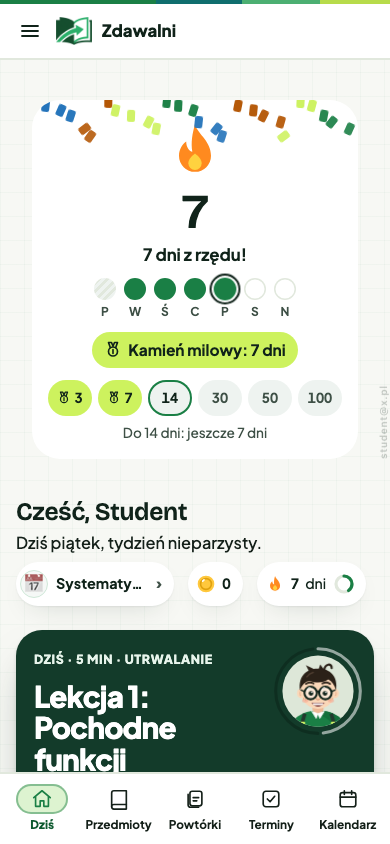 Zdawalni
7
7 dni z rzędu!
P W Ś C P S N
Kamień milowy: 7 dni
3 7 14 30 50 100
Do 14 dni: jeszcze 7 dni
student@x.pl
Cześć, Student
Dziś piątek, tydzień nieparzysty.
17 Systematy... › 0 7 dni
DZIŚ · 5 MIN · UTRWALANIE
Lekcja 1:
Pochodne
funkcji
Dziś Przedmioty Powtórki Terminy Kalendarz